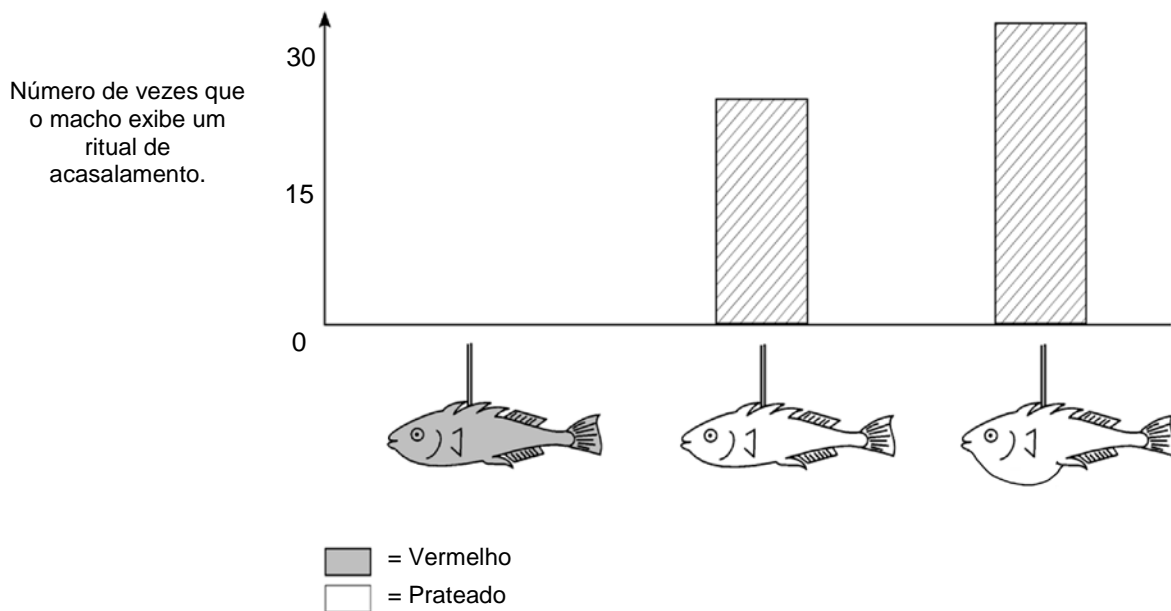 30
Número de vezes que
o macho exibe um
ritual de
acasalamento.
15
0
= Vermelho
= Prateado